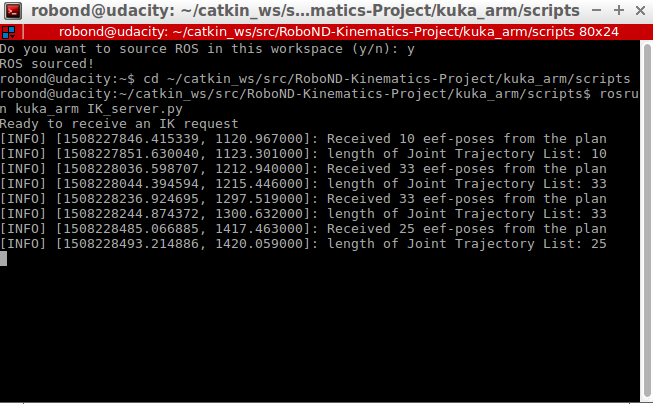 robond@udacity: ~/catkin_ws/s...matics-Project/kuka_arm/scripts
robond@udacity: ~/catkin_ws/src/RoboND-Kinematics-Project/kuka_arm/scripts 80x24
Do you want to source ROS in this workspace (y/n): y
ROS sourced!
robond@udacity:~$ cd ~/catkin_ws/src/RoboND-Kinematics-Project/kuka_arm/scripts
robond@udacity:~/catkin_ws/src/RoboND-Kinematics-Project/kuka_arm/scripts$ rosru
n kuka_arm IK_server.py
Ready to receive an IK request
[INFO] [1508227846.415339, 1120.967000]: Received 10 eef-poses from the plan
[INFO] [1508227851.630040, 1123.301000]: length of Joint Trajectory List: 10
[INFO] [1508228036.598707, 1212.940000]: Received 33 eef-poses from the plan
[INFO] [1508228044.394594, 1215.446000]: length of Joint Trajectory List: 33
[INFO] [1508228236.924695, 1297.519000]: Received 33 eef-poses from the plan
[INFO] [1508228244.874372, 1300.632000]: length of Joint Trajectory List: 33
[INFO] [1508228485.066885, 1417.463000]: Received 25 eef-poses from the plan
[INFO] [1508228493.214886, 1420.059000]: length of Joint Trajectory List: 25